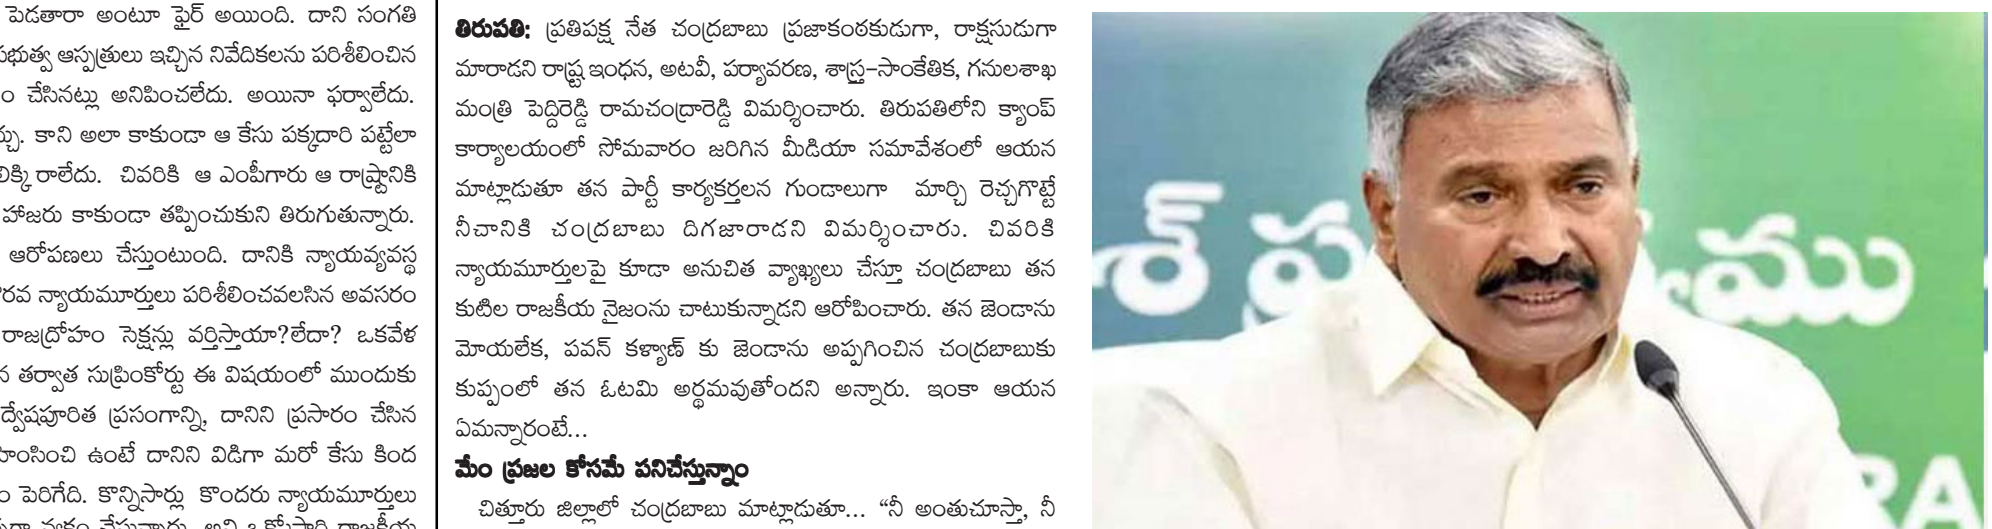 పెడతారా అంటూ ఫైర్ అయింది. దాని సంగతి
ఆస్పత్రులు ఇచ్చిన నివేదికలను పరిశీలించిన
చేసినట్లు అనిపించలేదు. అయినా ఫర్వాలేదు.
కాని అలా కాకుండా ఆ కేసు పక్కదారి పట్టేలా
రాలేదు. చివరికి ఆ ఎంపీగారు ఆ రాష్ట్రానికి
హాజరు కాకుండా తప్పించుకుని తిరుగుతున్నారు.
ఆరోపణలు చేస్తుంటుంది. దానికి న్యాయవ్యవస్థ
న్యాయమూర్తులు పరిశీలించవలసిన అవసరం
రాజద్రోహం సెక్షన్లు వర్తిస్తాయా?లేదా? ఒకవేళ
తర్వాత సుప్రింకోర్టు ఈ విషయంలో ముందుకు
ద్వేషపూరిత ప్రసంగాన్ని, దానిని ప్రసారం చేసిన
ఉంటే దానిని విడిగా మరో కేసు కింద
పెరిగేది. కొన్నిసార్లు కొందరు న్యాయమూర్తులు
తిరుపతి: ప్రతిపక్ష నేత చంద్రబాబు ప్రజాకంఠకుడుగా, రాక్షసుడుగా
మారాడని రాష్ట్ర ఇంధన, అటవీ, పర్యావరణ, శాస్త్ర-సాంకేతిక, గనులశాఖ
మంత్రి పెద్దిరెడ్డి రామచంద్రారెడ్డి విమర్శించారు. తిరుపతిలోని క్యాంప్
కార్యాలయంలో సోమవారం జరిగిన మీడియా సమావేశంలో ఆయన
మాట్లాడుతూ తన పార్టీ కార్యకర్తలన గుండాలుగా మార్చి రెచ్చగొట్టే
నీచానికి చంద్రబాబు దిగజారాడని విమర్శించారు. చివరికి
న్యాయమూర్తులపై కూడా అనుచిత వ్యాఖ్యలు చేస్తూ చంద్రబాబు తన
కుటిల రాజకీయ నైజంను చాటుకున్నాడని ఆరోపించారు. తన జెండాను
మోయలేక, పవన్ కళ్యాణ్ కు జెండాను అప్పగించిన చంద్రబాబుకు
కుప్పంలో తన ఓటమి అర్థమవుతోందని అన్నారు. ఇంకా ఆయన
ఏమన్నారంటే...
మేం ప్రజల కోసమే పనిచేస్తున్నాం
చిత్తూరు జిల్లాలో చంద్రబాబు మాట్లాడుతూ... "నీ అంతుచూస్తా, నీ